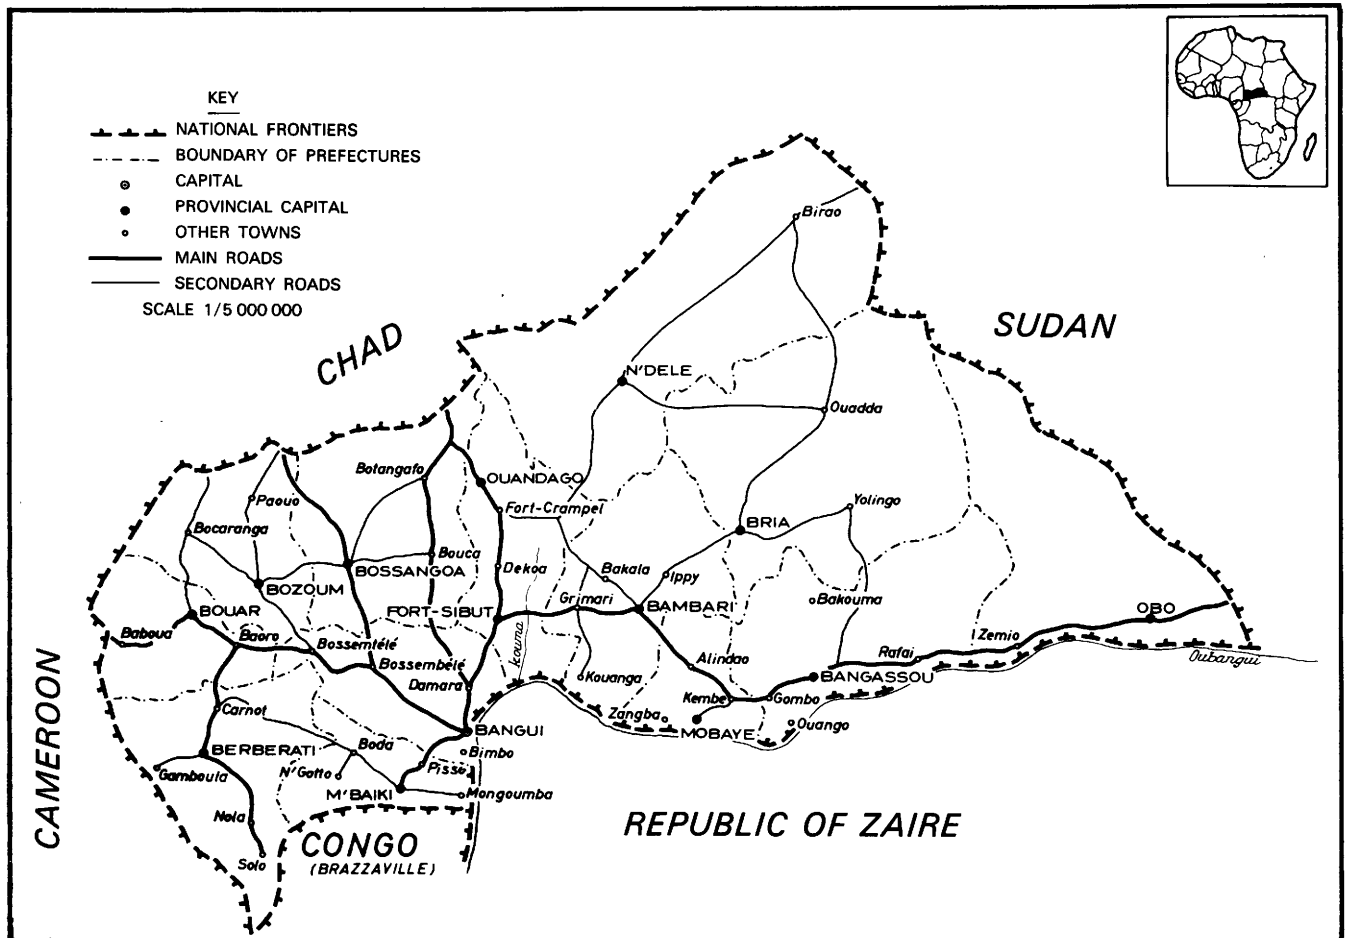 KEY
NATIONAL FRONTIERS
BOUNDARY OF PREFECTURES
CAPITAL
PROVINCIAL CAPITAL
OTHER TOWNS
MAIN ROADS
SECONDARY ROADS
SCALE 1/5 000 000
CHAD
SUDAN
Birao
N'DELE
Ouadda
Botangafo
OUANDAGO
Paouo
Fort-Crampel
Yolingo
Bocaranga
BRIA
Bouca
BOSSANGOA
Dekoa
Bakala
Ippy
BOZOUM
Grimari
Bakouma
BOUAR
FORT-SIBUT
BAMBARI
OBO
Baboua
Baoro
Bossemtélé
kouma
Zemio
Rafai
Oubangui
Bossembélé
Alindao
Damara
Kouanga
BANGASSOU
Kembe
Gombo
Carnot
Zangba
Ouango
BANGUI
MOBAYE
BERBERATI
Boda
Bimbo
Gamboula
N'Gotto
Pissa
M'BAIKI
Mongoumba
Nola
CAMEROON
REPUBLIC OF ZAIRE
CONGO
(BRAZZAVILLE)
Solo